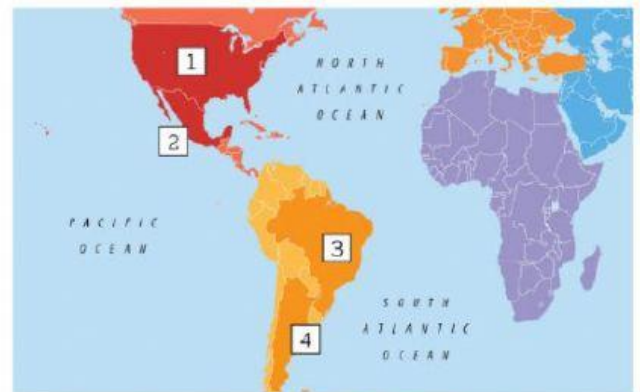 1
NORTH
ATLANTIC
OCEAN
2
PACIFIC
OCEAN
3
SOUTH
ATLANTIC
OCEAN
4